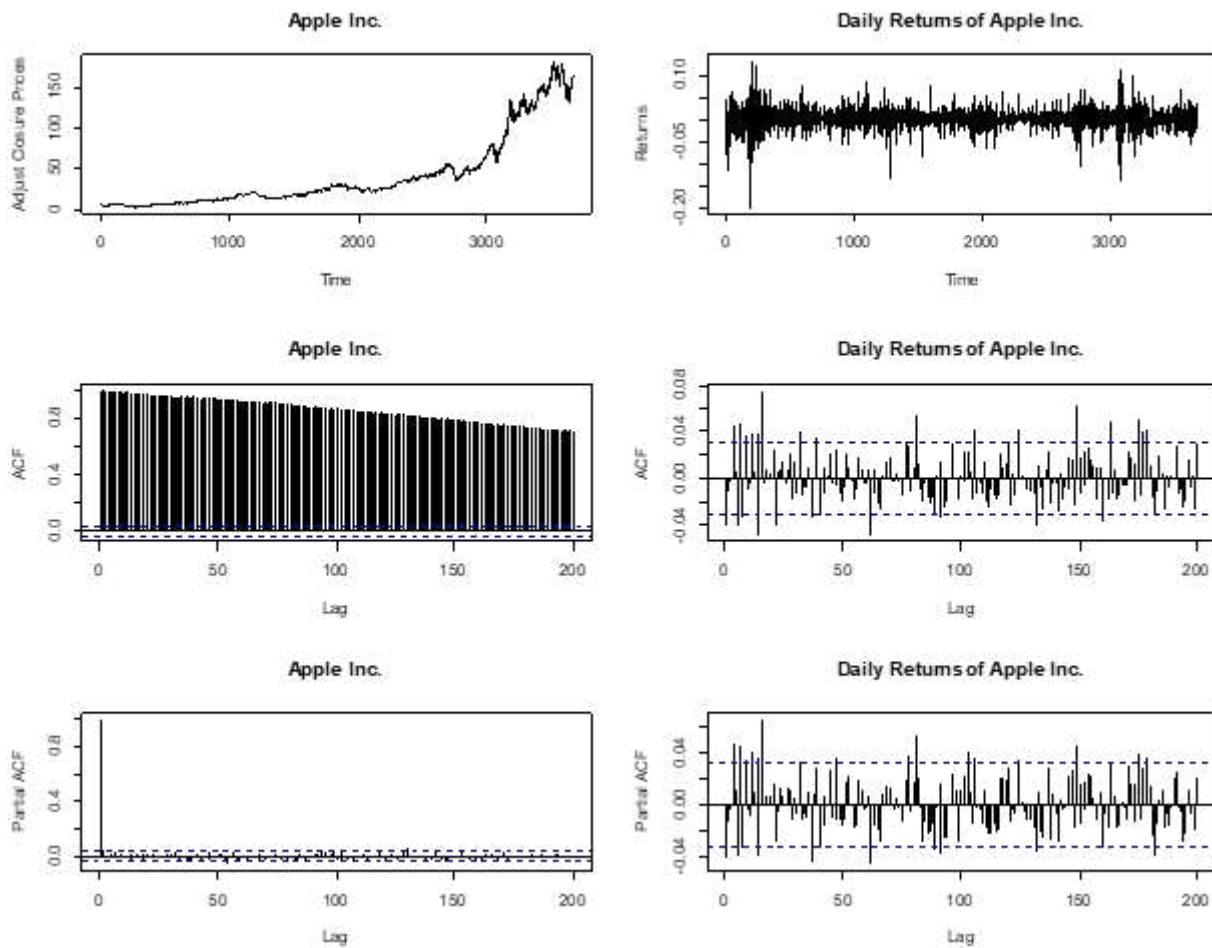 Apple Inc.
Adjust Closure Prices
0 50 100 150
0 1000 2000 3000
Time
Daily Returns of Apple Inc.
Returns
-0.20 -0.05 0.10
0 1000 2000 3000
Time
Apple Inc.
ACF
0.0 0.4 0.8
0 50 100 150 200
Lag
Daily Returns of Apple Inc.
ACF
-0.04 0.00 0.04 0.08
0 50 100 150 200
Lag
Apple Inc.
Partial ACF
0.0 0.4 0.8
0 50 100 150 200
Lag
Daily Returns of Apple Inc.
Partial ACF
-0.04 0.00 0.04
0 50 100 150 200
Lag